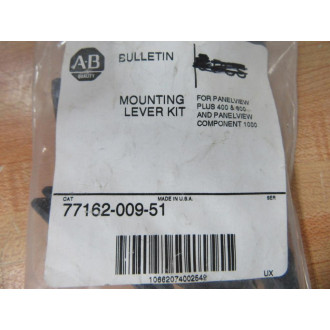 A-B
BULLETIN
MOUNTING
LEVER KIT
FOR PANELVIEW
PLUS 400 & 600
AND PANELVIEW
COMPONENT 1000
CAT
MADE IN U.S.A.
SER
77162-009-51
10662074002549
UX